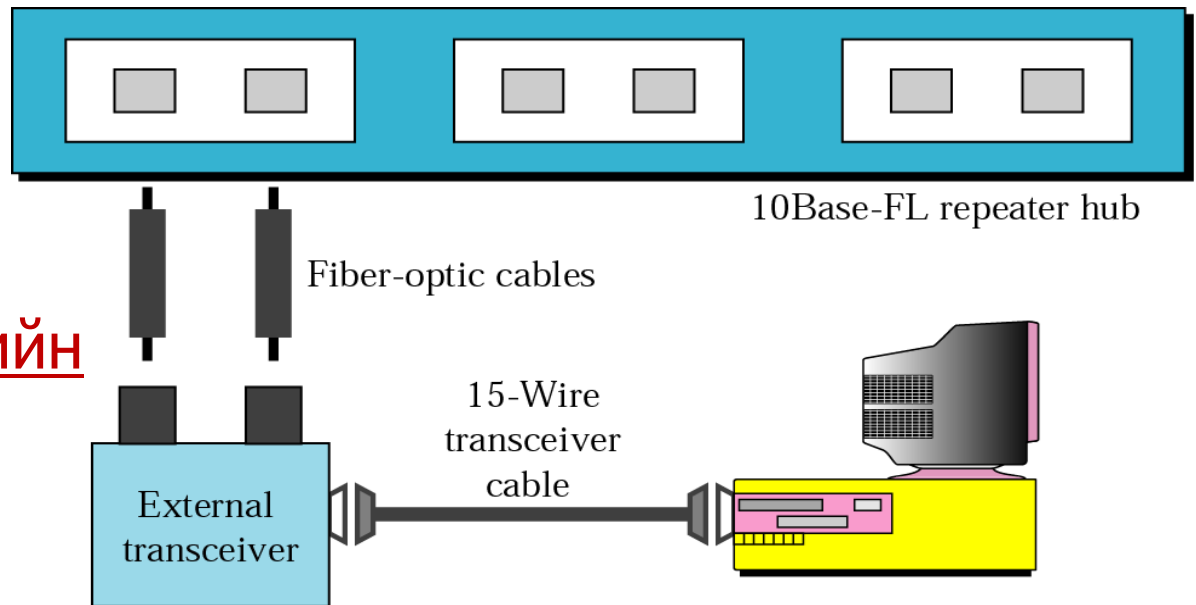 10Base-FL repeater hub
Fiber-optic cables
15-Wire
transceiver
cable
External
transceiver